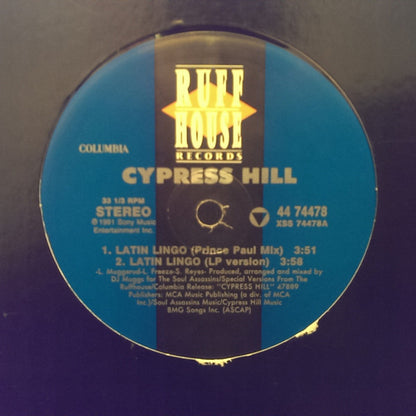 RUFF
HOUSE
RECORDS
COLUMBIA
CYPRESS HILL
33 1/3 RPM
STEREO
℗ 1991 Sony Music
Entertainment Inc.
44 74478
XSS 74478A
1. LATIN LINGO (Prince Paul Mix) 3:51
2. LATIN LINGO (LP version) 3:58
-L. Muggerud-L. Freeze-S. Reyes- Produced, arranged and mixed by
DJ Muggs for The Soul Assassins/Special Versions From The
Ruffhouse/Columbia Release: "CYPRESS HILL" 47889
Publishers: MCA Music Publishing (a div. of MCA
Inc.)/Soul Assassins Music/Cypress Hill Music
BMG Songs Inc. (ASCAP)